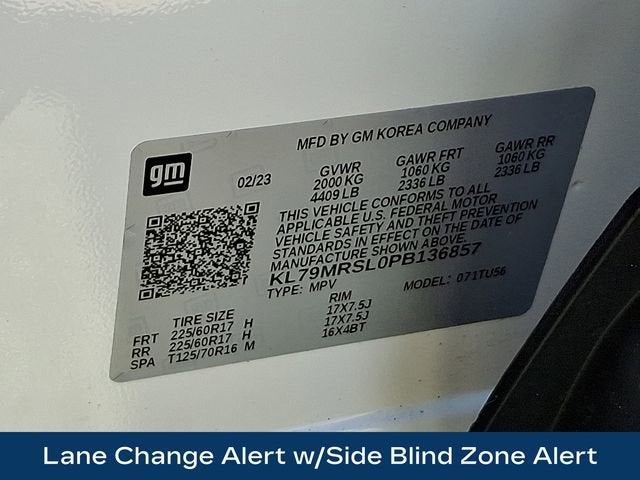 MFD BY GM KOREA COMPANY
gm
02/23
GVWR GAWR FRT GAWR RR
2000 KG 1060 KG 1060 KG
4409 LB 2336 LB 2336 LB
THIS VEHICLE CONFORMS TO ALL
APPLICABLE U.S. FEDERAL MOTOR
VEHICLE SAFETY AND THEFT PREVENTION
STANDARDS IN EFFECT ON THE DATE OF
MANUFACTURE SHOWN ABOVE.
KL79MRSL0PB136857
TYPE: MPV MODEL: 071TU56
TIRE SIZE RIM
FRT 225/60R17 H 17X7.5J
RR 225/60R17 H 17X7.5J
SPA T125/70R16 M 16X4BT
Lane Change Alert w/Side Blind Zone Alert